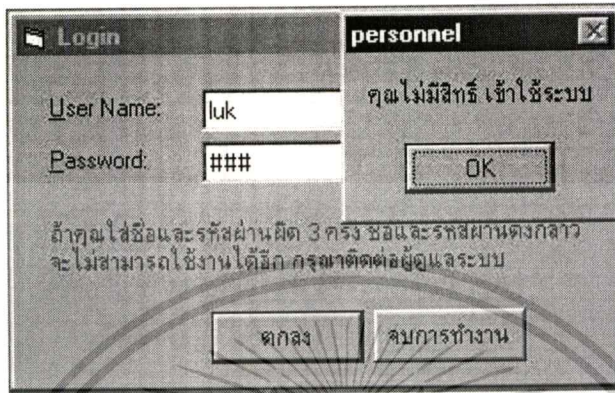 Login
personnel
คุณไม่มีสิทธิ์ เข้าใช้ระบบ
OK
User Name: luk
Password: ###
ถ้าคุณใส่ชื่อและรหัสผ่านผิด 3 ครั้ง ชื่อและรหัสผ่านดังกล่าว
จะไม่สามารถใช้งานได้อีก กรุณาติดต่อผู้ดูแลระบบ
ตกลง
จบการทำงาน